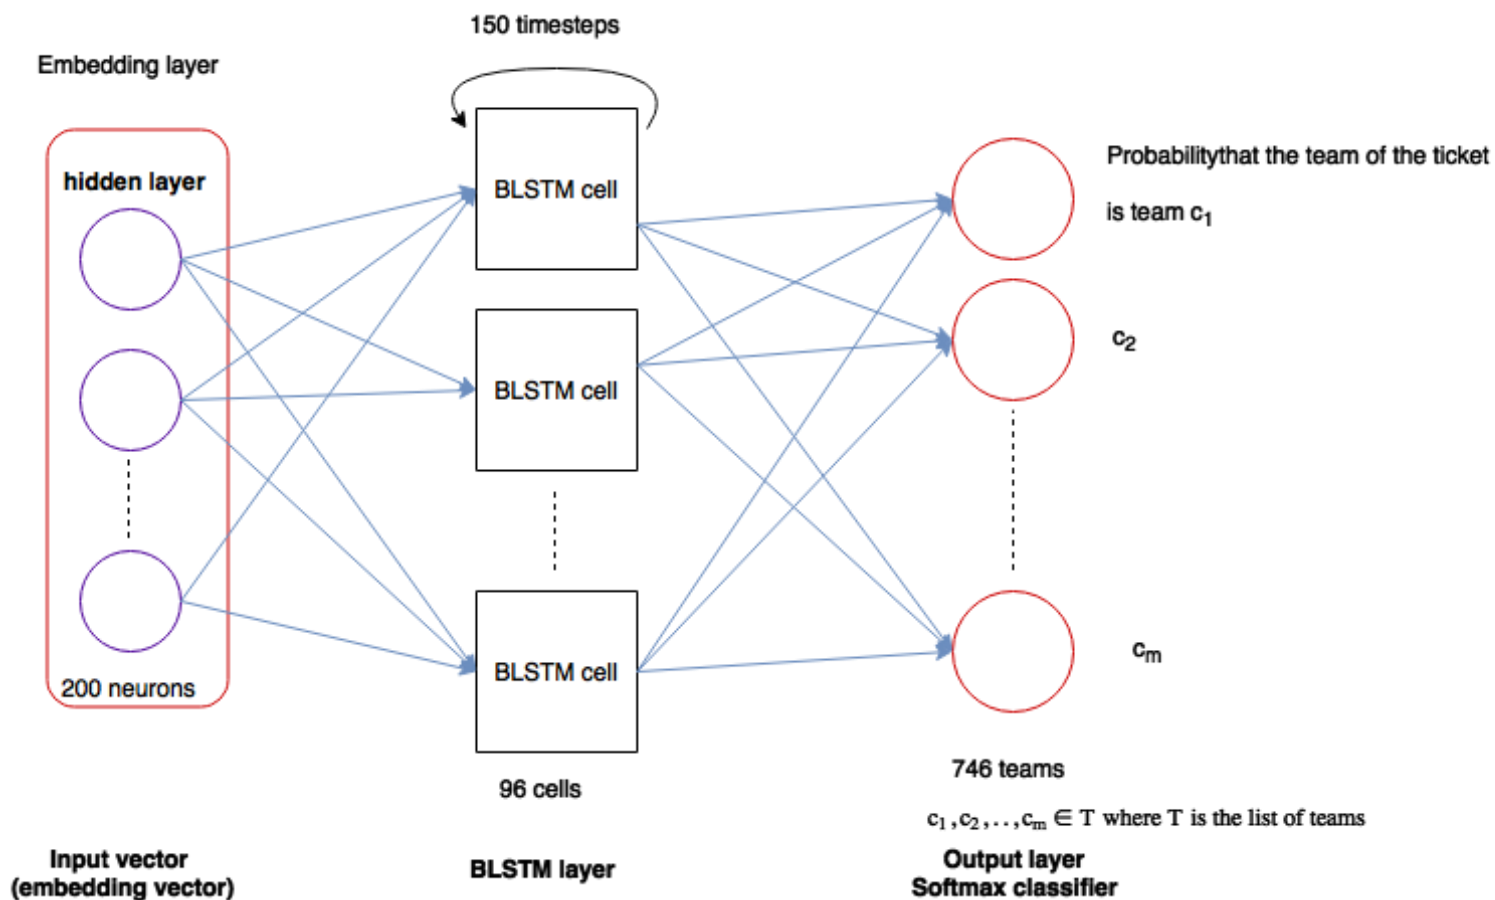 150 timesteps
Embedding layer
hidden layer
200 neurons
BLSTM cell
BLSTM cell
BLSTM cell
96 cells
Probabilitythat the team of the ticket
is team c₁
c₂
cₘ
746 teams
c₁,c₂,..,cₘ ∈ T where T is the list of teams
Input vector
(embedding vector)
BLSTM layer
Output layer
Softmax classifier